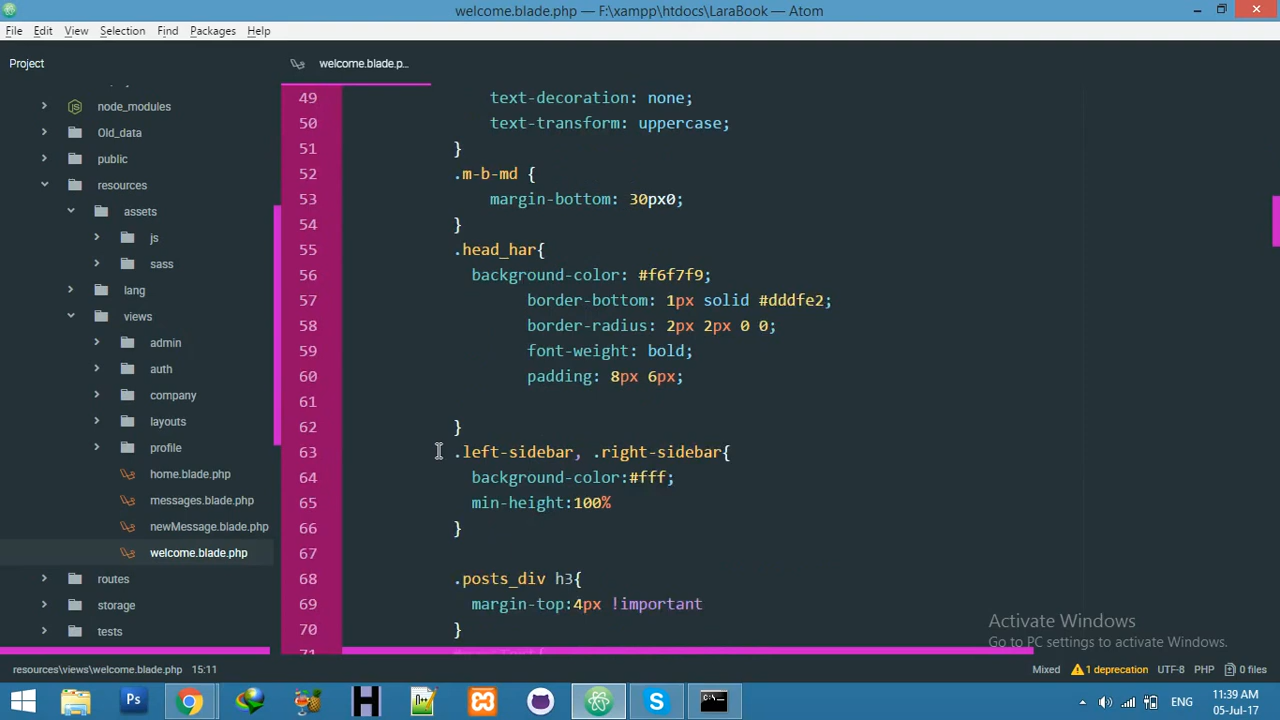 welcome.blade.php — F:\xampp\htdocs\LaraBook — Atom
File Edit View Selection Find Packages Help
Project
welcome.blade.p...
node_modules
Old_data
public
resources
assets
js
sass
lang
views
admin
auth
company
layouts
profile
home.blade.php
messages.blade.php
newMessage.blade.php
welcome.blade.php
routes
storage
tests
49 text-decoration: none;
50 text-transform: uppercase;
51 }
52 .m-b-md {
53 margin-bottom: 30px0;
54 }
55 .head_har{
56 background-color: #f6f7f9;
57 border-bottom: 1px solid #dddfe2;
58 border-radius: 2px 2px 0 0;
59 font-weight: bold;
60 padding: 8px 6px;
61
62 }
63 .left-sidebar, .right-sidebar{
64 background-color:#fff;
65 min-height:100%
66 }
67
68 .posts_div h3{
69 margin-top:4px !important
70 }
71
Activate Windows
Go to PC settings to activate Windows.
resources\views\welcome.blade.php 15:11 Mixed 1 deprecation UTF-8 PHP 0 files
Ps
H
n++
S
ENG
11:39 AM
05-Jul-17